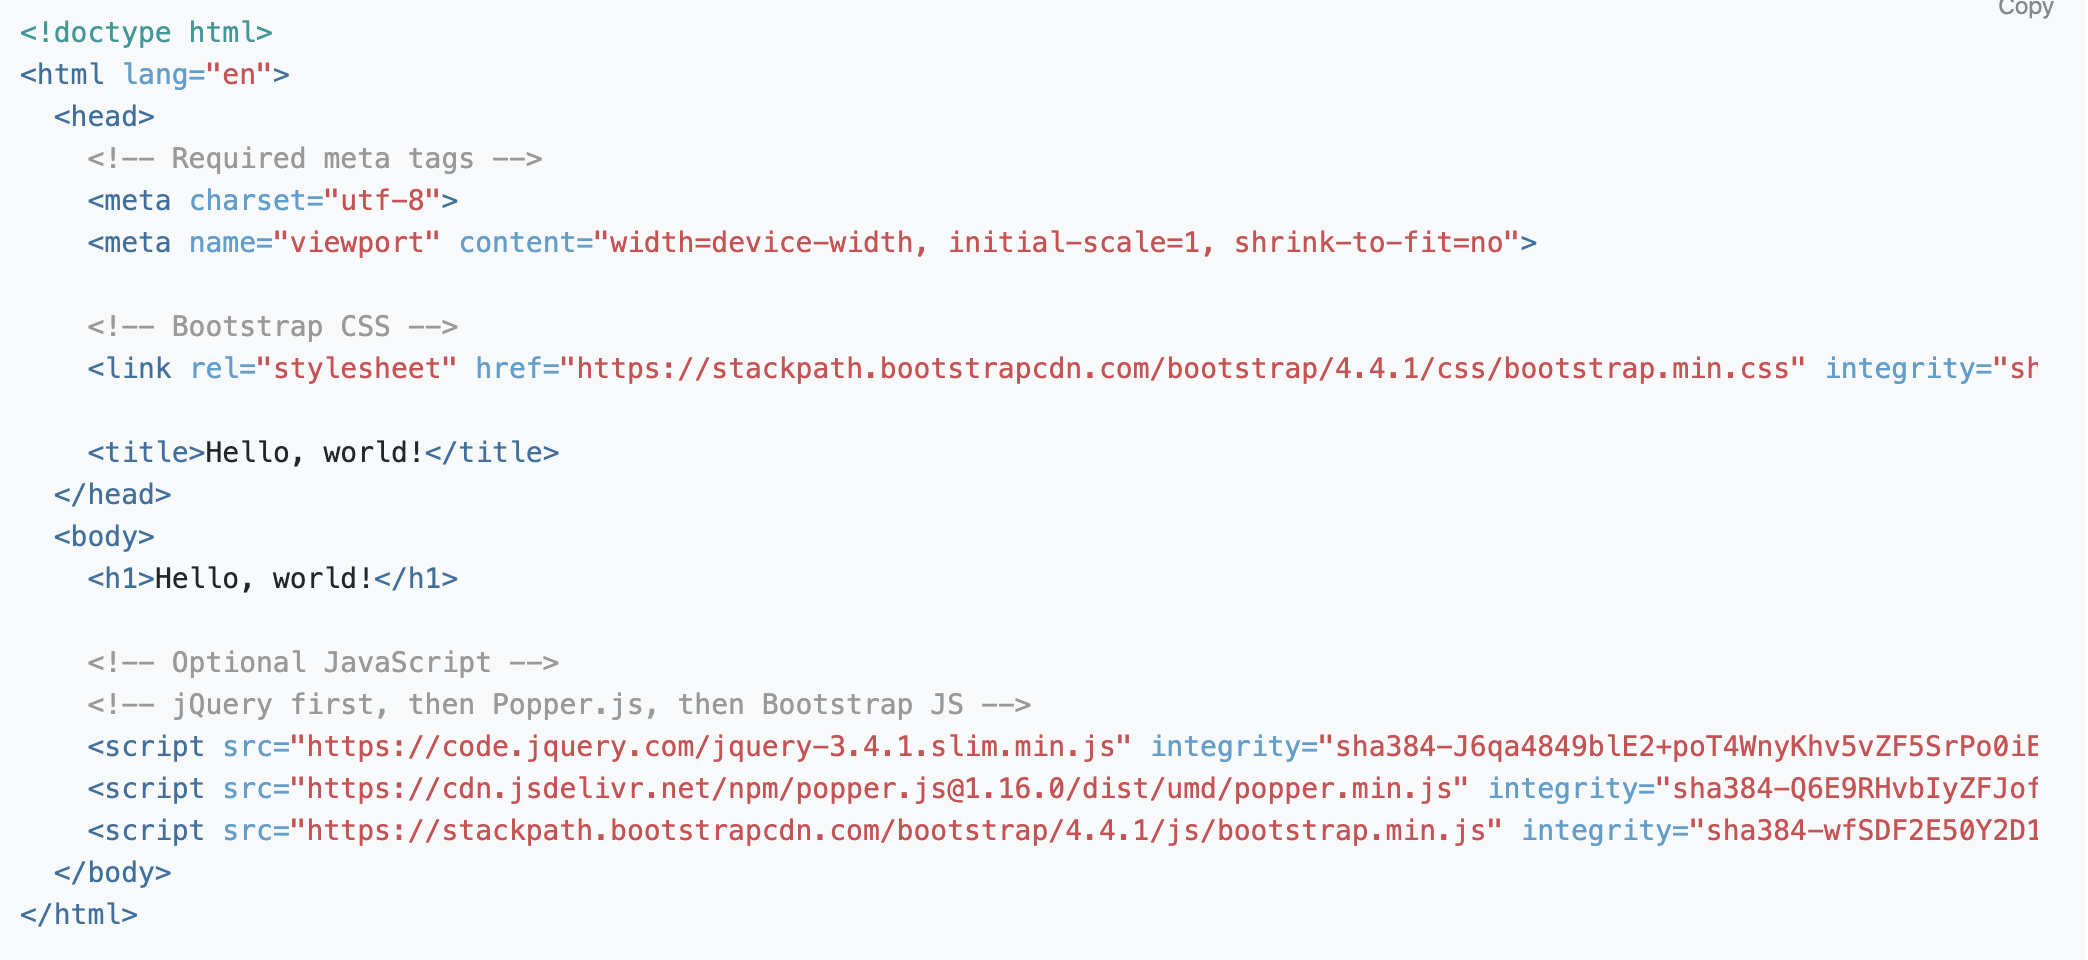 Copy
<!doctype html>
<html lang="en">
  <head>
    <!-- Required meta tags -->
    <meta charset="utf-8">
    <meta name="viewport" content="width=device-width, initial-scale=1, shrink-to-fit=no">

    <!-- Bootstrap CSS -->
    <link rel="stylesheet" href="https://stackpath.bootstrapcdn.com/bootstrap/4.4.1/css/bootstrap.min.css" integrity="sh

    <title>Hello, world!</title>
  </head>
  <body>
    <h1>Hello, world!</h1>

    <!-- Optional JavaScript -->
    <!-- jQuery first, then Popper.js, then Bootstrap JS -->
    <script src="https://code.jquery.com/jquery-3.4.1.slim.min.js" integrity="sha384-J6qa4849blE2+poT4WnyKhv5vZF5SrPo0iE
    <script src="https://cdn.jsdelivr.net/npm/popper.js@1.16.0/dist/umd/popper.min.js" integrity="sha384-Q6E9RHvbIyZFJof
    <script src="https://stackpath.bootstrapcdn.com/bootstrap/4.4.1/js/bootstrap.min.js" integrity="sha384-wfSDF2E50Y2D1
  </body>
</html>